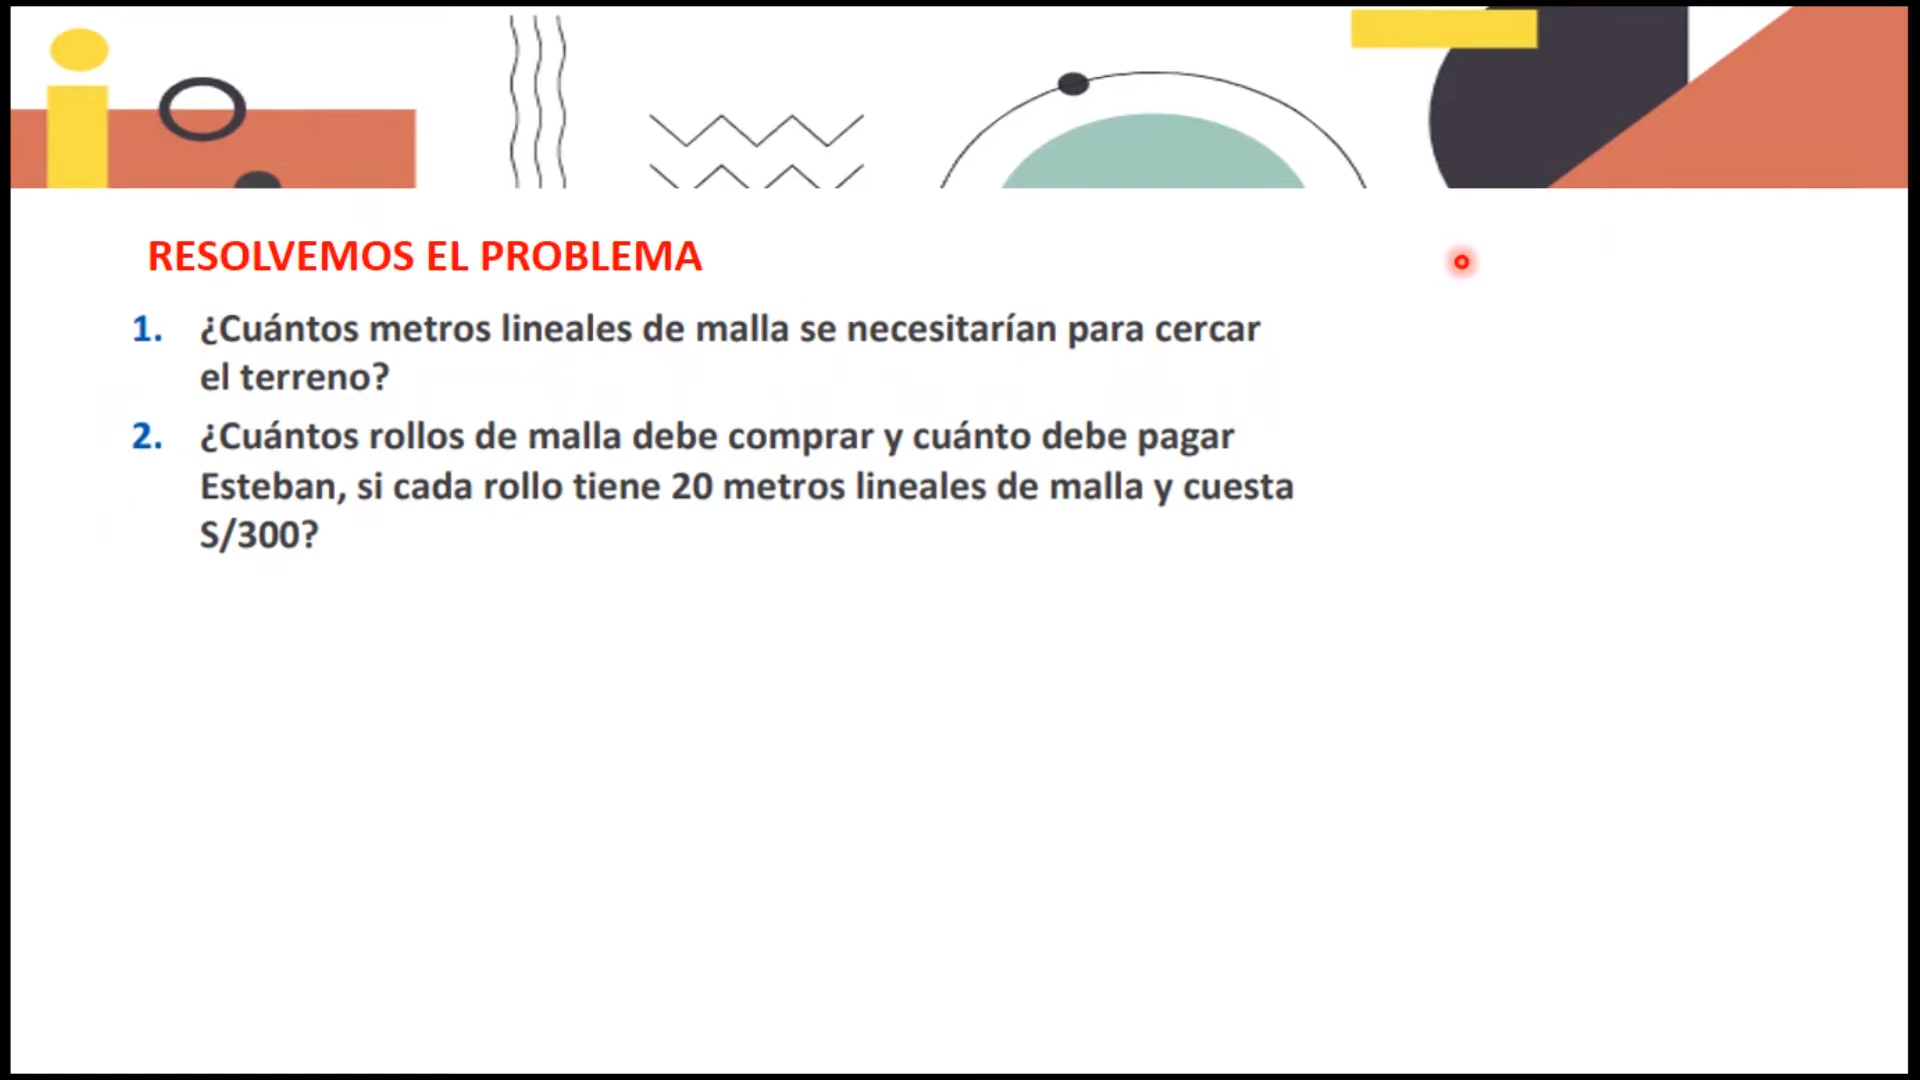 RESOLVEMOS EL PROBLEMA
1. ¿Cuántos metros lineales de malla se necesitarían para cercar
el terreno?
2. ¿Cuántos rollos de malla debe comprar y cuánto debe pagar
Esteban, si cada rollo tiene 20 metros lineales de malla y cuesta
S/300?